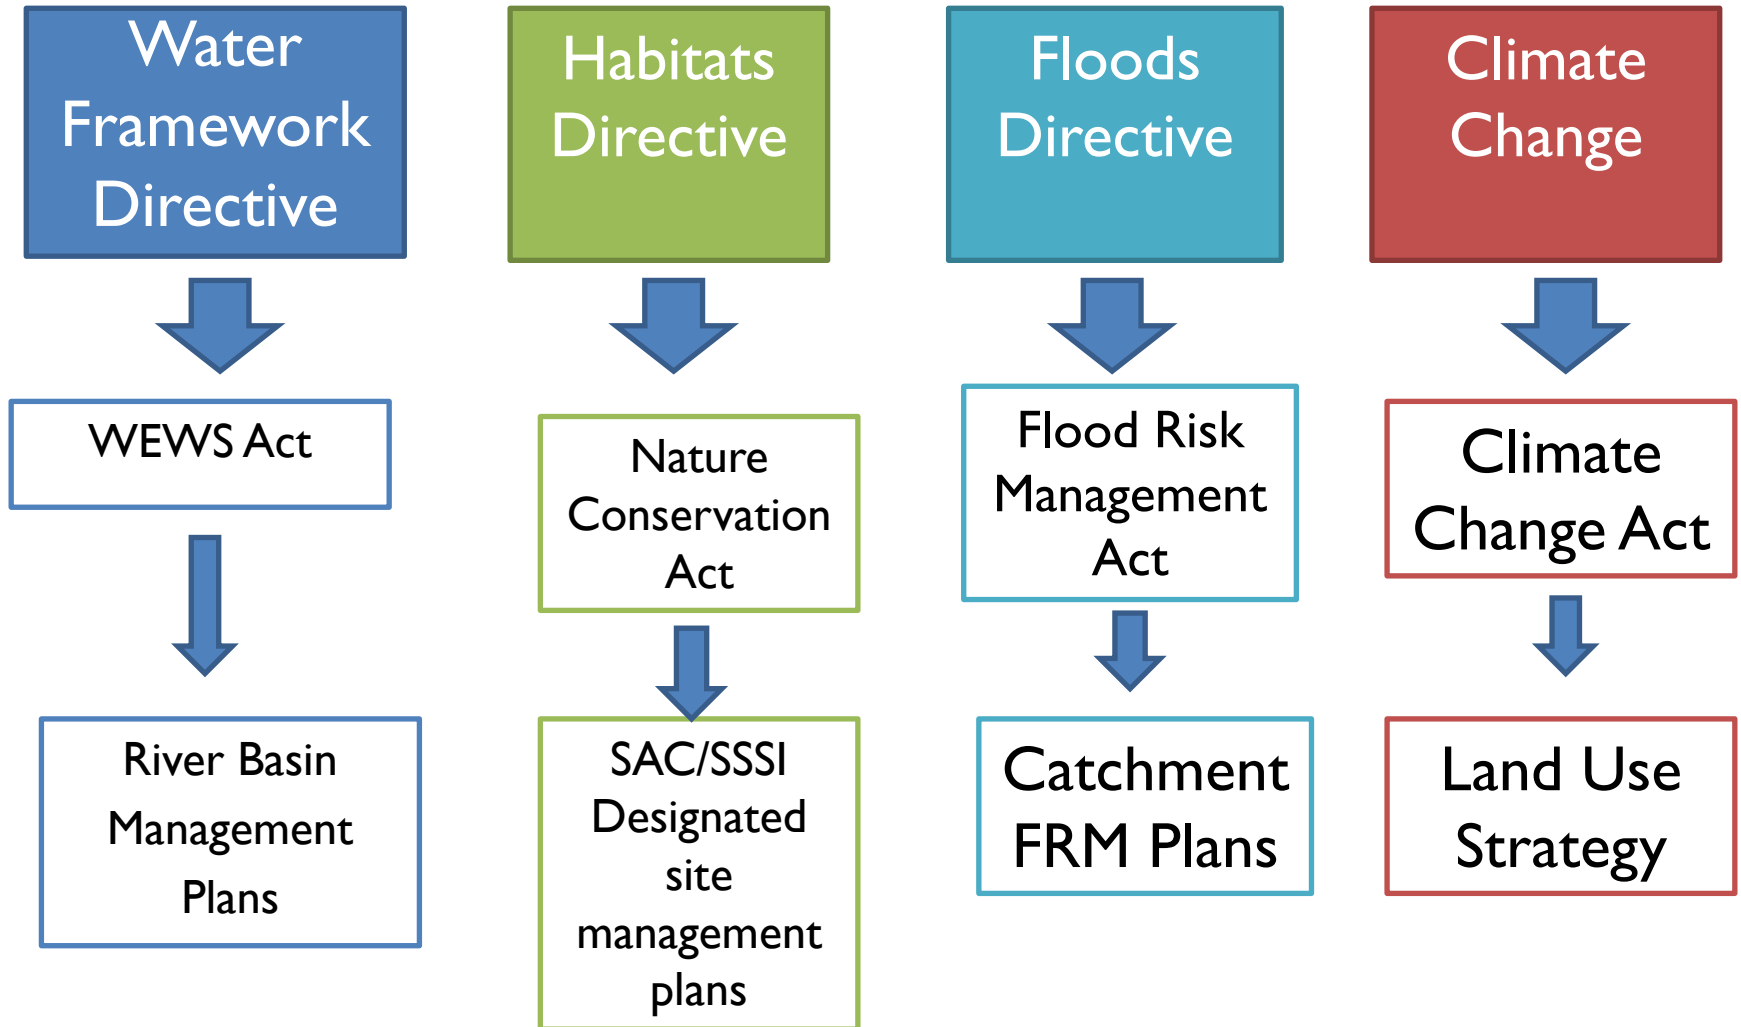 Water
Framework
Directive
Habitats
Directive
Floods
Directive
Climate
Change
WEWS Act
Nature
Conservation
Act
Flood Risk
Management
Act
Climate
Change Act
River Basin
Management
Plans
SAC/SSSI
Designated
site
management
plans
Catchment
FRM Plans
Land Use
Strategy